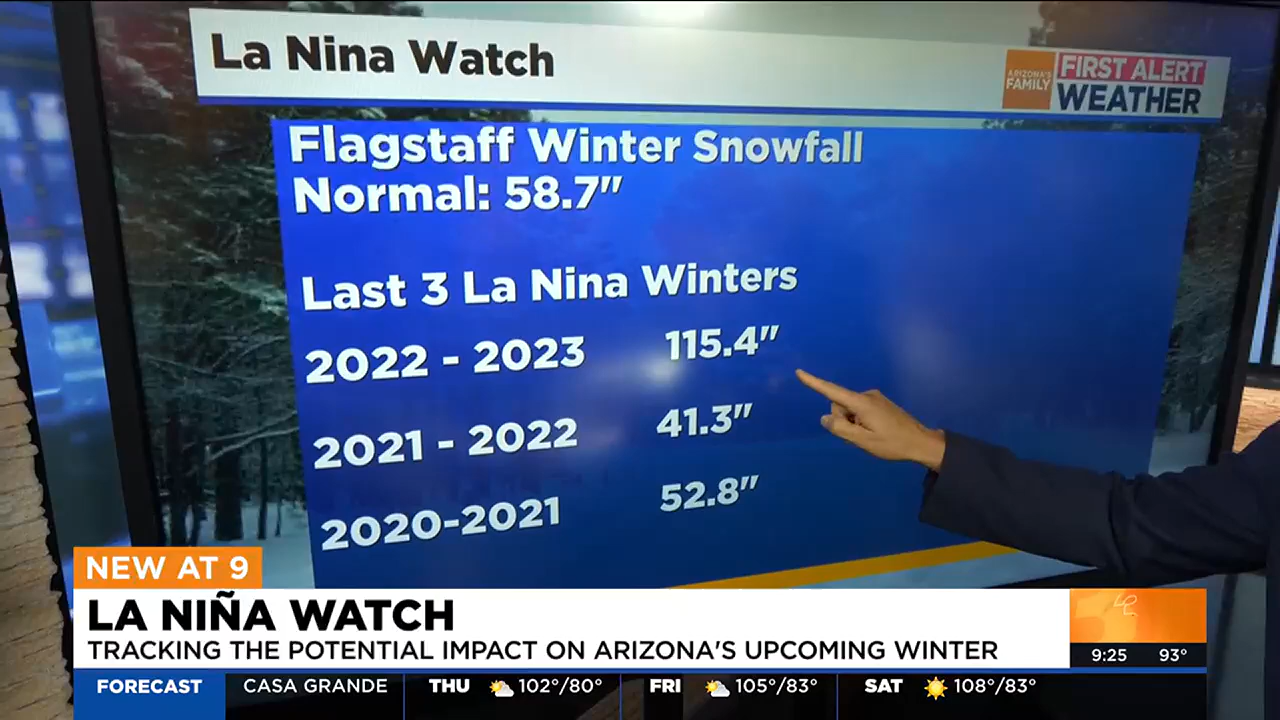 La Nina Watch
ARIZONA'S
FAMILY
FIRST ALERT
WEATHER
Flagstaff Winter Snowfall
Normal: 58.7"
Last 3 La Nina Winters
2022 - 2023 115.4"
2021 - 2022 41.3"
2020-2021 52.8"
NEW AT 9
LA NIÑA WATCH
TRACKING THE POTENTIAL IMPACT ON ARIZONA'S UPCOMING WINTER
9:25 93°
FORECAST CASA GRANDE THU 102°/80° FRI 105°/83° SAT 108°/83°